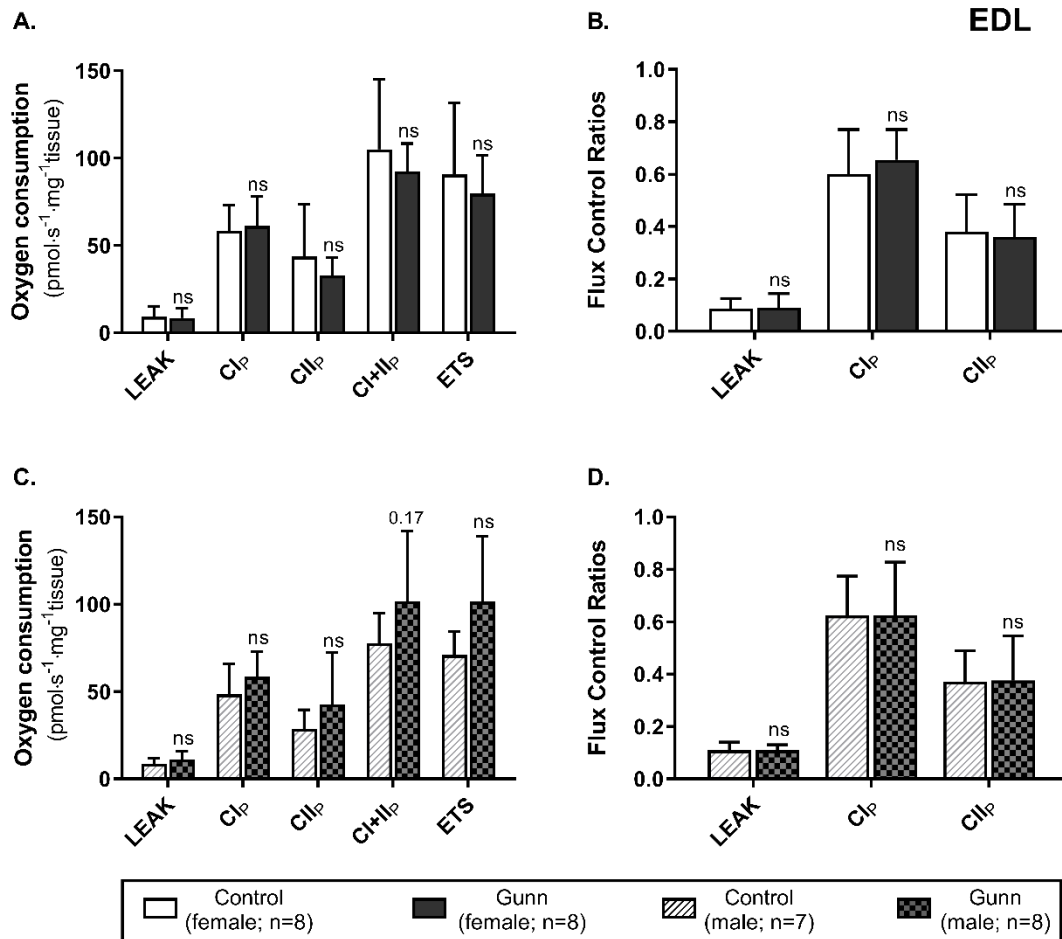 A.
B.
EDL
Oxygen consumption
(pmol·s⁻¹·mg⁻¹tissue)
150
100
50
0
ns
ns
ns
ns
ns
LEAK
CIP
CIIP
CI+IIP
ETS
Flux Control Ratios
1.0
0.8
0.6
0.4
0.2
0.0
ns
ns
ns
LEAK
CIP
CIIP
C.
D.
Oxygen consumption
(pmol·s⁻¹·mg⁻¹tissue)
150
100
50
0
ns
ns
ns
0.17
ns
LEAK
CIP
CIIP
CI+IIP
ETS
Flux Control Ratios
1.0
0.8
0.6
0.4
0.2
0.0
ns
ns
ns
LEAK
CIP
CIIP
Control
(female; n=8)
Gunn
(female; n=8)
Control
(male; n=7)
Gunn
(male; n=8)